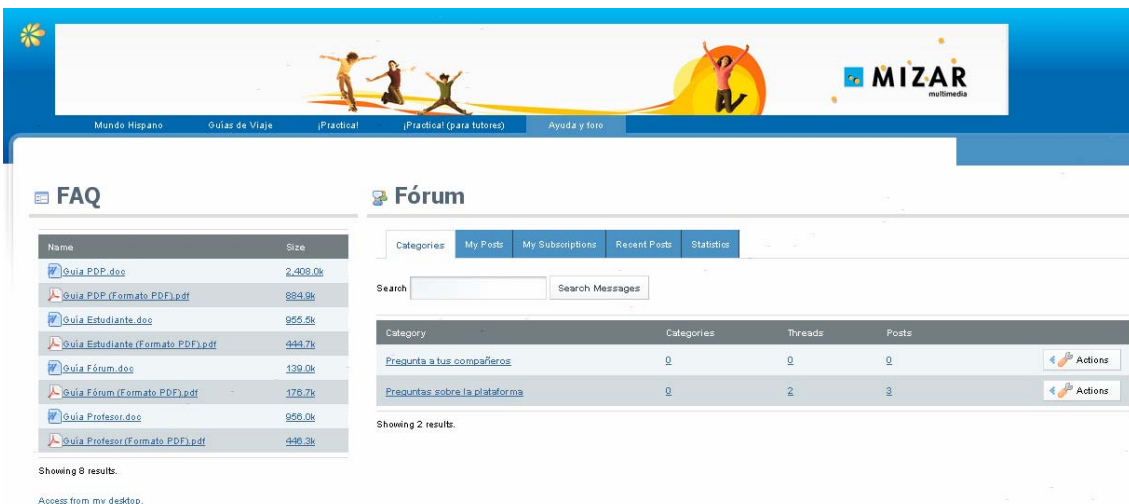 MIZAR
multimedia
Mundo Hispano Guías de Viaje ¡Practica! ¡Practica! (para tutores) Ayuda y foro
FAQ
Name Size
Guía PDP.doc 2,408.0k
Guía PDP (Formato PDF).pdf 884.9k
Guía Estudiante.doc 955.5k
Guía Estudiante (Formato PDF).pdf 444.7k
Guía Fórum.doc 139.0k
Guía Fórum (Formato PDF).pdf 176.7k
Guía Profesor.doc 956.0k
Guía Profesor (Formato PDF).pdf 446.3k
Showing 8 results.
Access from my desktop.
Fórum
Categories My Posts My Subscriptions Recent Posts Statistics
Search Search Messages
Category Categories Threads Posts
Pregunta a tus compañeros 0 0 0 Actions
Preguntas sobre la plataforma 0 2 3 Actions
Showing 2 results.